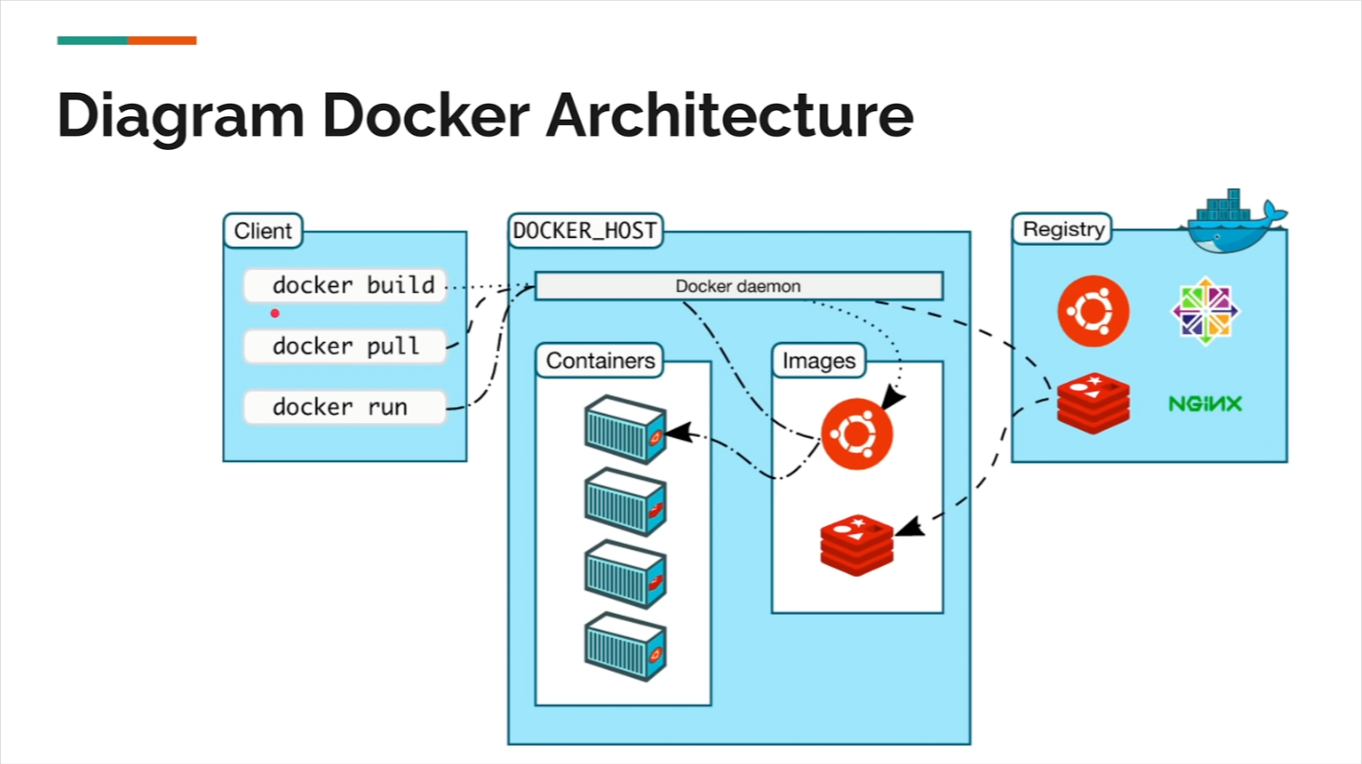 Diagram Docker Architecture
Client
docker build
docker pull
docker run
DOCKER_HOST
Docker daemon
Containers
Images
Registry
NGINX